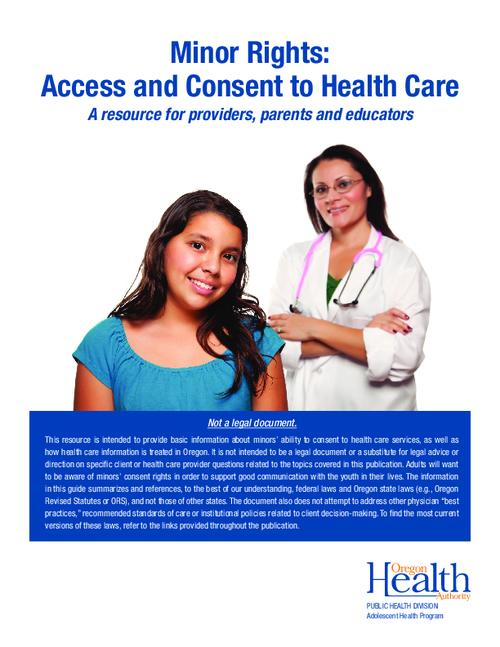 Minor Rights:
Access and Consent to Health Care
A resource for providers, parents and educators
Not a legal document.
This resource is intended to provide basic information about minors' ability to consent to health care services, as well as
how health care information is treated in Oregon. It is not intended to be a legal document or a substitute for legal advice or
direction on specific client or health care provider questions related to the topics covered in this publication. Adults will want
to be aware of minors' consent rights in order to support good communication with the youth in their lives. The information
in this guide summarizes and references, to the best of our understanding, federal laws and Oregon state laws (e.g., Oregon
Revised Statutes or ORS), and not those of other states. The document also does not attempt to address other physician "best
practices," recommended standards of care or institutional policies related to client decision-making. To find the most current
versions of these laws, refer to the links provided throughout the publication.
Oregon
Health
Authority
PUBLIC HEALTH DIVISION
Adolescent Health Program